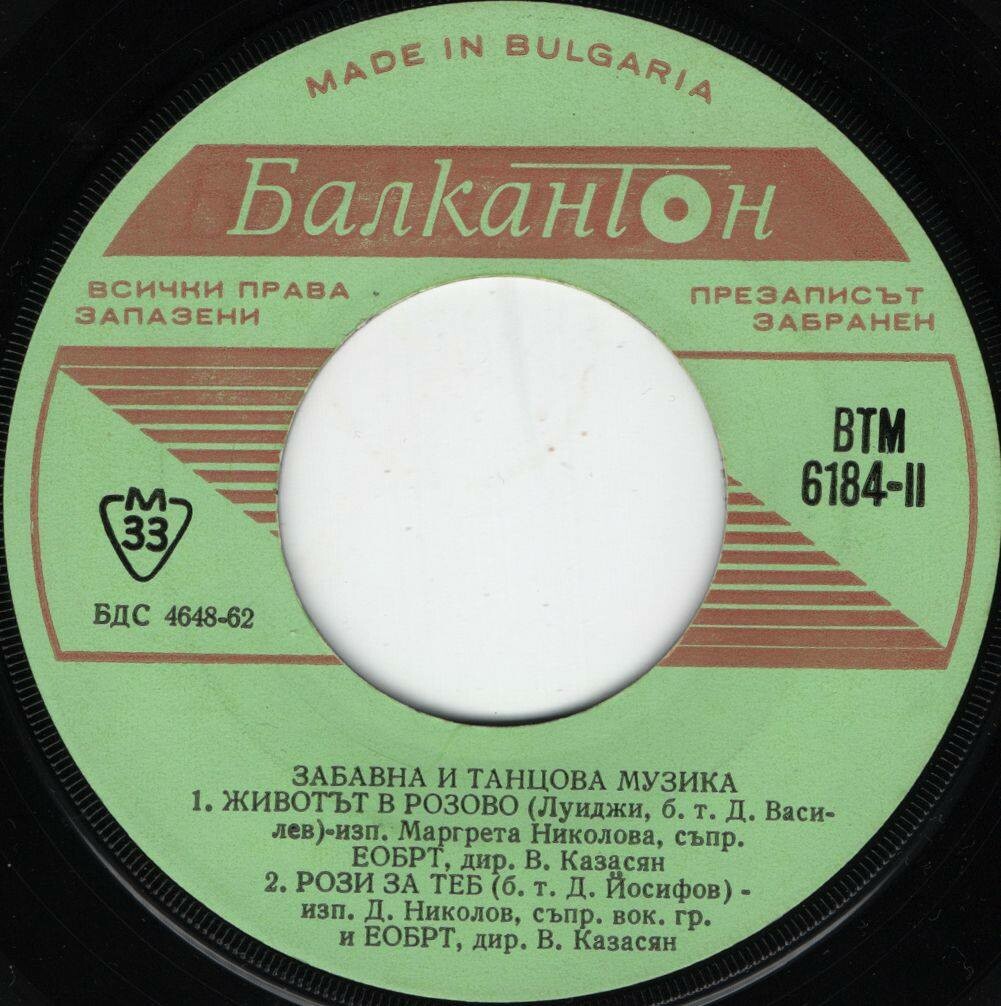 MADE IN BULGARIA
Балкантон
ВСИЧКИ ПРАВА
ЗАПАЗЕНИ
ПРЕЗАПИСЪТ
ЗАБРАНЕН
ВТМ
6184-II
М
33
БДС 4648-62
ЗАБАВНА И ТАНЦОВА МУЗИКА
1. ЖИВОТЪТ В РОЗОВО (Луиджи, б. т. Д. Васи-
лев)-изп. Маргрета Николова, съпр.
ЕОБРТ, дир. В. Казасян
2. РОЗИ ЗА ТЕБ (б. т. Д. Йосифов) -
изп. Д. Николов, съпр. вок. гр.
и ЕОБРТ, дир. В. Казасян